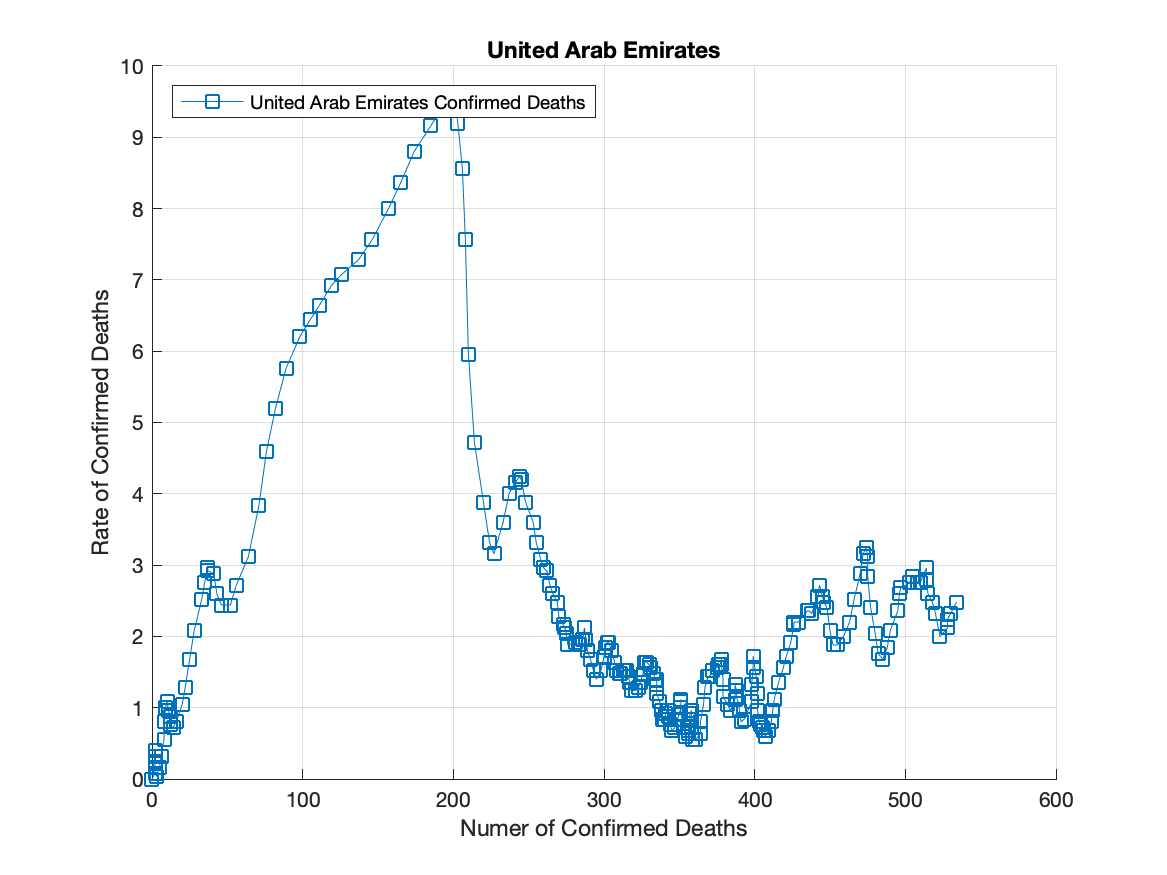 United Arab Emirates
United Arab Emirates Confirmed Deaths
10
9
8
7
6
5
4
3
2
1
0
Rate of Confirmed Deaths
0 100 200 300 400 500 600
Numer of Confirmed Deaths